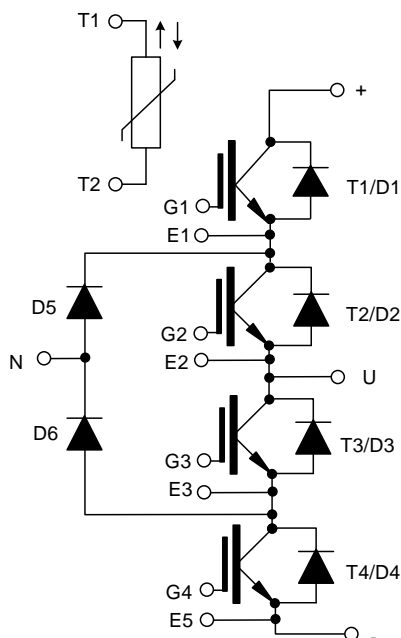 T1
T2
+
G1
T1/D1
E1
D5
T2/D2
G2
N
E2
U
D6
G3
T3/D3
E3
G4
T4/D4
E5
-